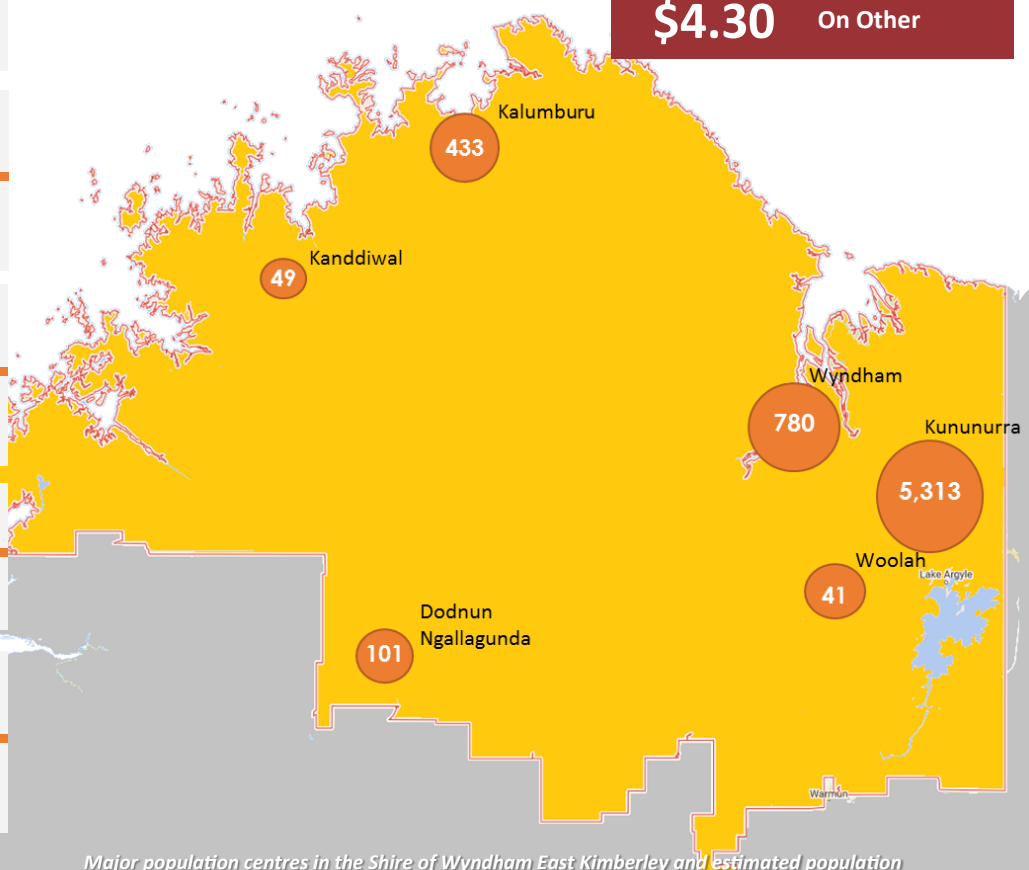 $4.30 On Other
Kalumburu
433
Kanddiwal
49
Wyndham
780
Kununurra
5,313
Woolah
41
Lake Argyle
Dodnun
Ngallagunda
101
Warmun
Major population centres in the Shire of Wyndham East Kimberley and estimated population